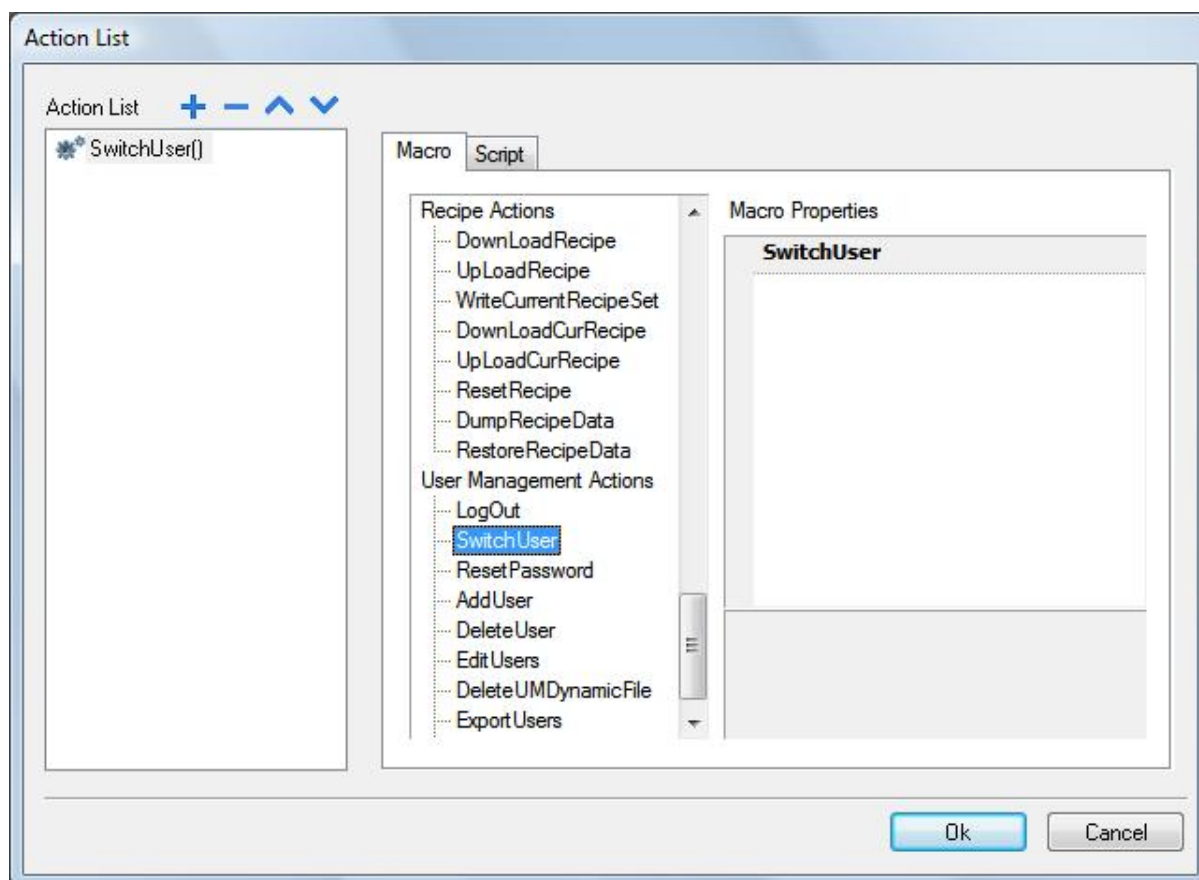 Action List
Action List
SwitchUser()
Macro
Script
Recipe Actions
DownLoadRecipe
UpLoadRecipe
WriteCurrentRecipeSet
DownLoadCurRecipe
UpLoadCurRecipe
ResetRecipe
DumpRecipeData
RestoreRecipeData
User Management Actions
LogOut
SwitchUser
ResetPassword
AddUser
DeleteUser
EditUsers
DeleteUMDynamicFile
ExportUsers
Macro Properties
SwitchUser
Ok
Cancel